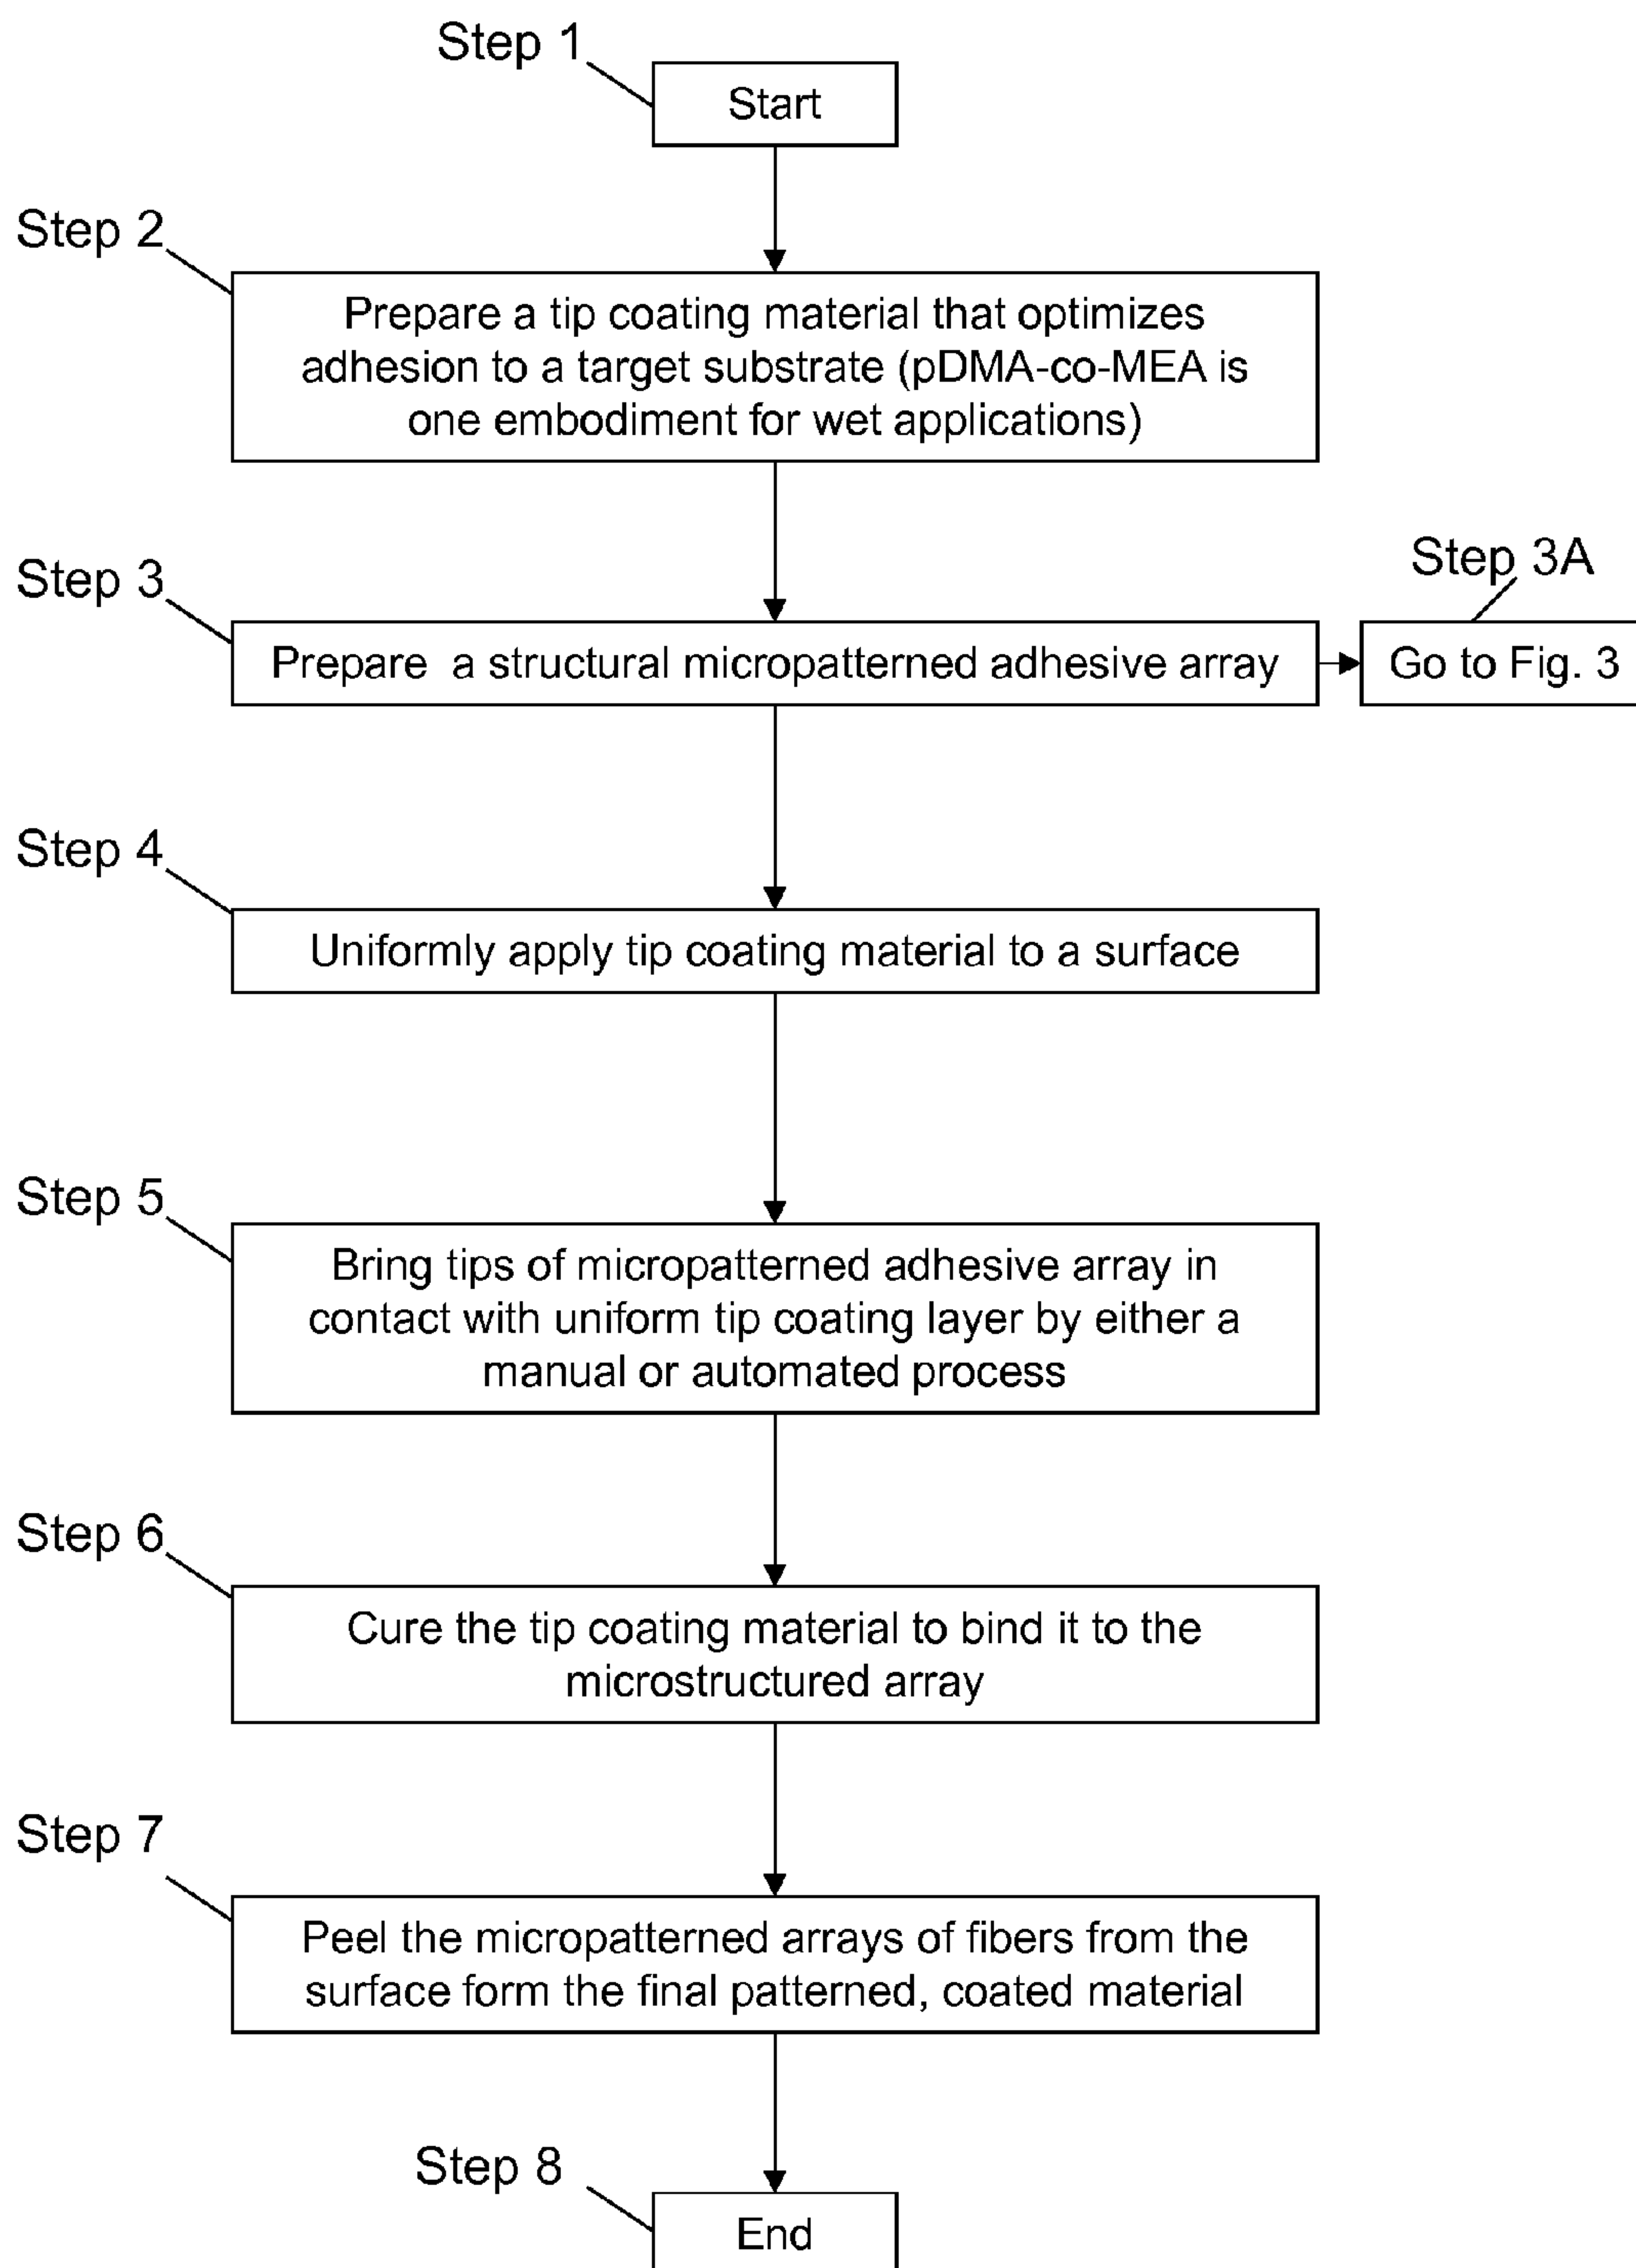 Step 1
Start
Step 2
Prepare a tip coating material that optimizes
adhesion to a target substrate (pDMA-co-MEA is
one embodiment for wet applications)
Step 3
Prepare a structural micropatterned adhesive array
Step 3A
Go to Fig. 3
Step 4
Uniformly apply tip coating material to a surface
Step 5
Bring tips of micropatterned adhesive array in
contact with uniform tip coating layer by either a
manual or automated process
Step 6
Cure the tip coating material to bind it to the
microstructured array
Step 7
Peel the micropatterned arrays of fibers from the
surface form the final patterned, coated material
Step 8
End